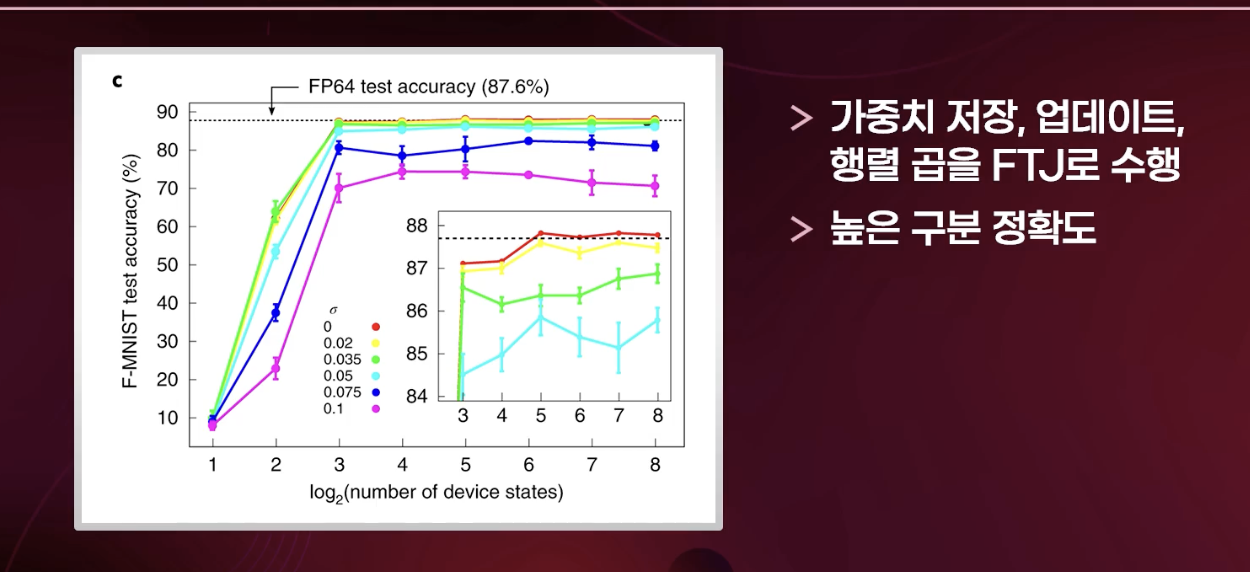 c
FP64 test accuracy (87.6%)
90
80
70
60
50
40
30
20
10
F-MNIST test accuracy (%)
σ
0
0.02
0.035
0.05
0.075
0.1
88
87
86
85
84
3 4 5 6 7 8
1 2 3 4 5 6 7 8
log2(number of device states)
> 가중치 저장, 업데이트,
행렬 곱을 FTJ로 수행
> 높은 구분 정확도